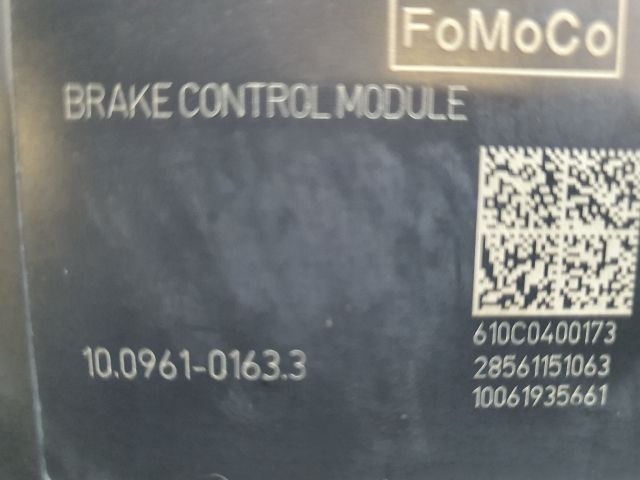 FoMoCo
BRAKE CONTROL MODULE
610C0400173
10.0961-0163.3
28561151063
10061935661